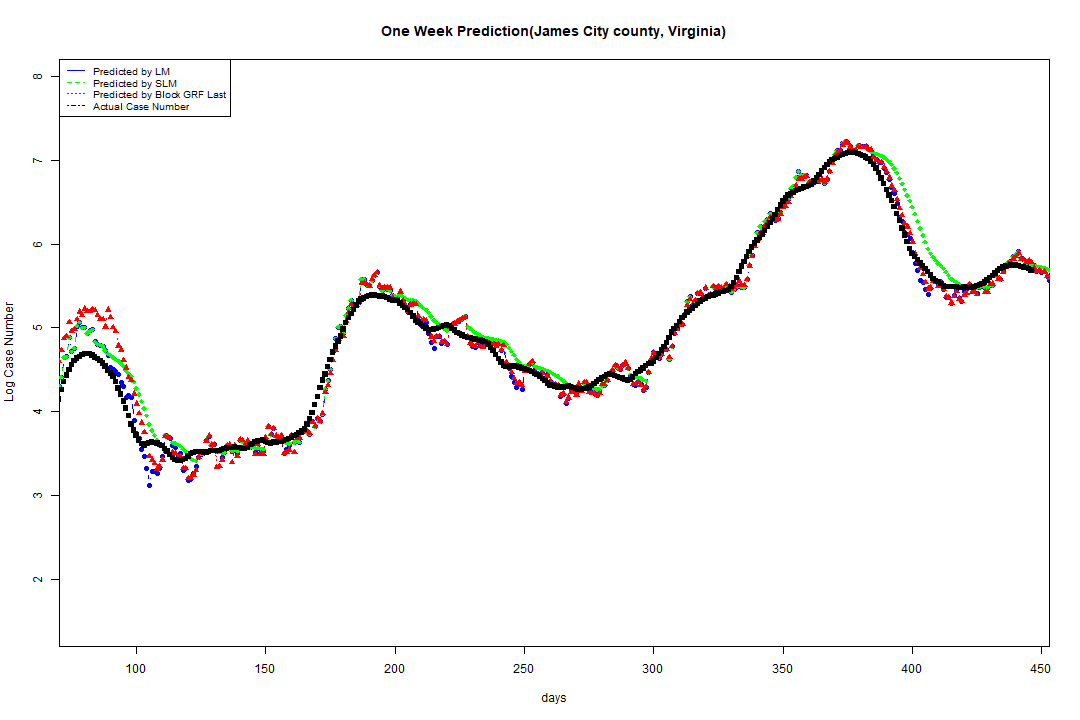 One Week Prediction(James City county, Virginia)
Predicted by LM
Predicted by SLM
Predicted by Block GRF Last
Actual Case Number
8
7
6
5
4
3
2
Log Case Number
100 150 200 250 300 350 400 450
days